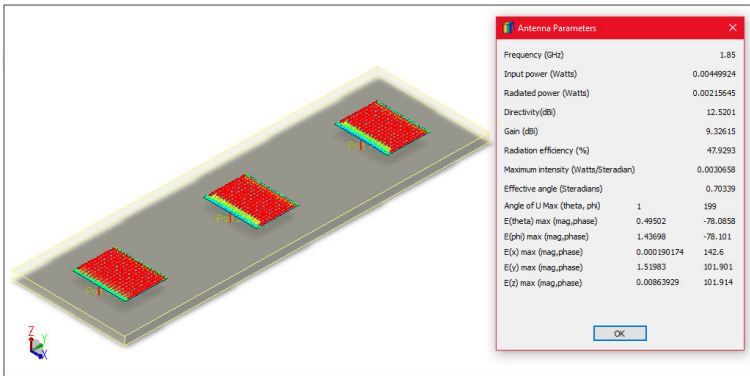 Antenna Parameters
Frequency (GHz) 1.85
Input power (Watts) 0.00449924
Radiated power (Watts) 0.00215645
Directivity(dBi) 12.5201
Gain (dBi) 9.32615
Radiation efficiency (%) 47.9293
Maximum intensity (Watts/Steradian) 0.0030658
Effective angle (Steradians) 0.70339
Angle of U Max (theta, phi) 1 199
E(theta) max (mag,phase) 0.49502 -78.0858
E(phi) max (mag,phase) 1.43698 -78.101
E(x) max (mag,phase) 0.000190174 142.6
E(y) max (mag,phase) 1.51983 101.901
E(z) max (mag,phase) 0.00863929 101.914
OK
Z
Y
X